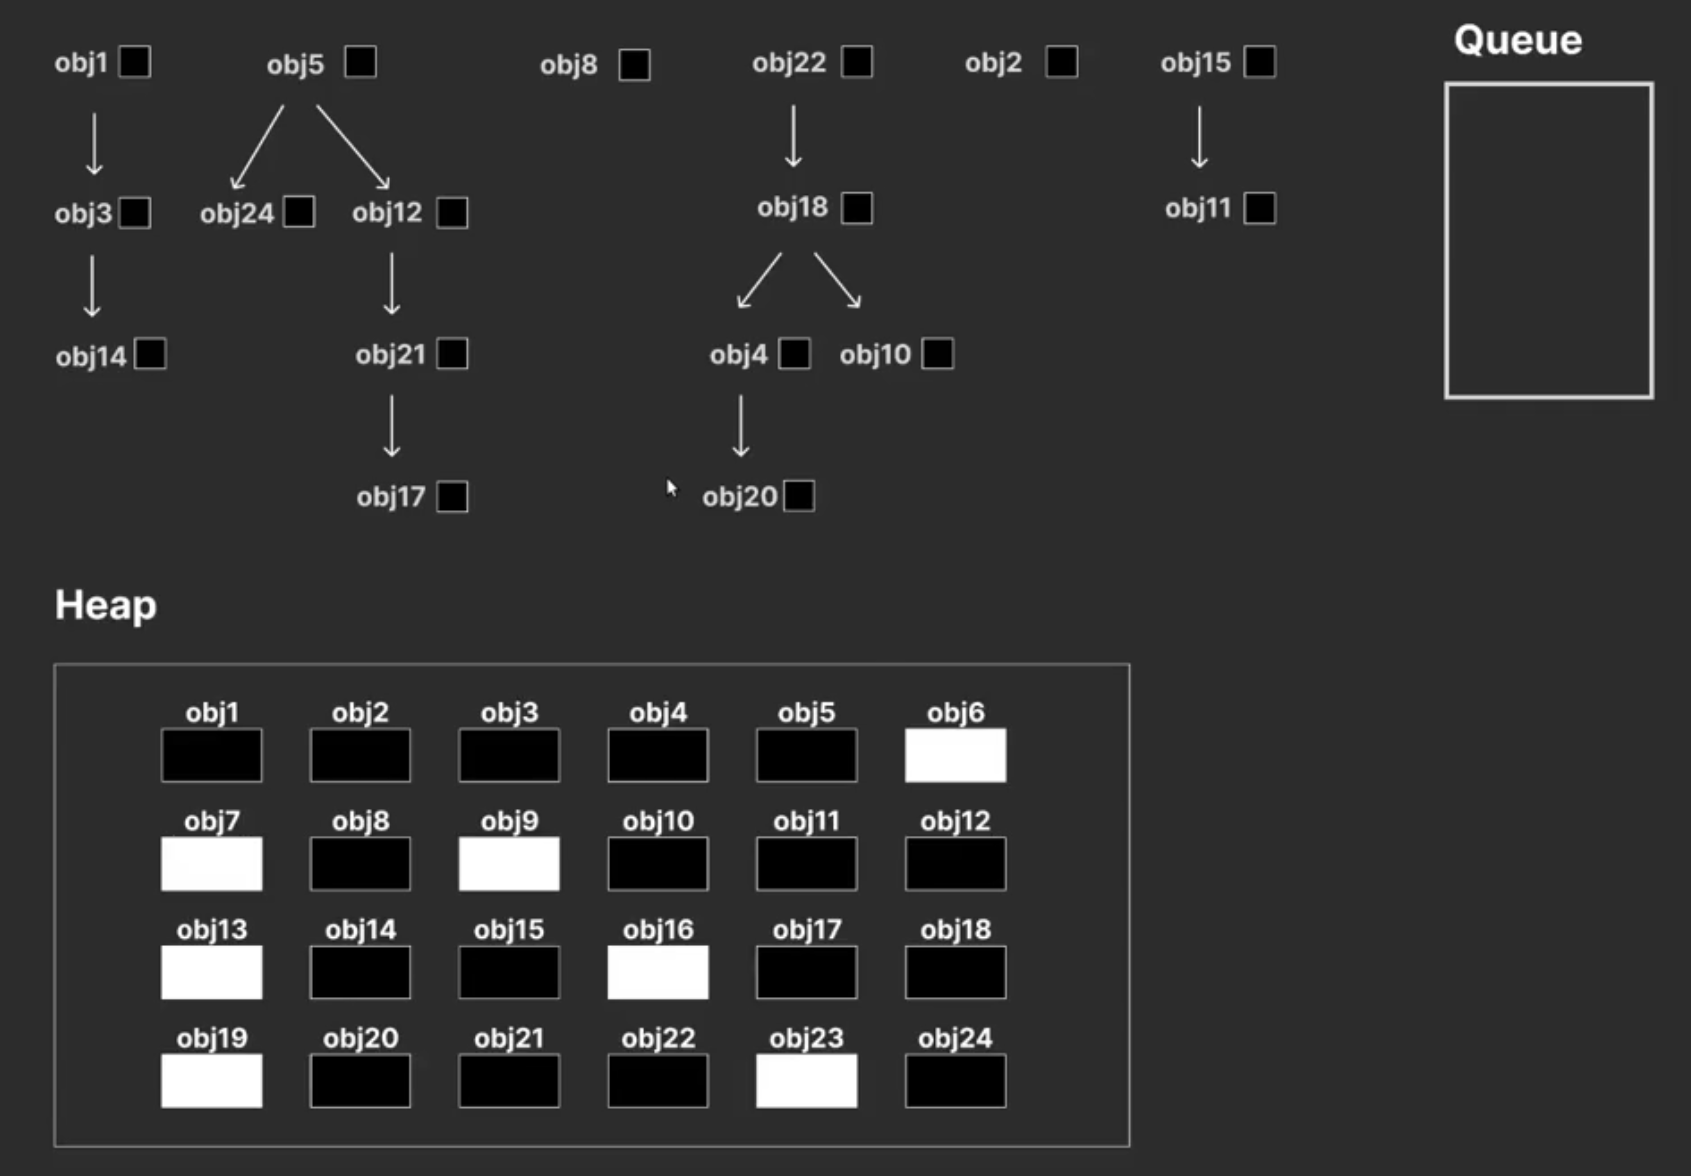 obj1 obj5 obj8 obj22 obj2 obj15
Queue
obj3 obj24 obj12 obj18 obj11
obj14 obj21 obj4 obj10
obj17 obj20
Heap
obj1 obj2 obj3 obj4 obj5 obj6
obj7 obj8 obj9 obj10 obj11 obj12
obj13 obj14 obj15 obj16 obj17 obj18
obj19 obj20 obj21 obj22 obj23 obj24